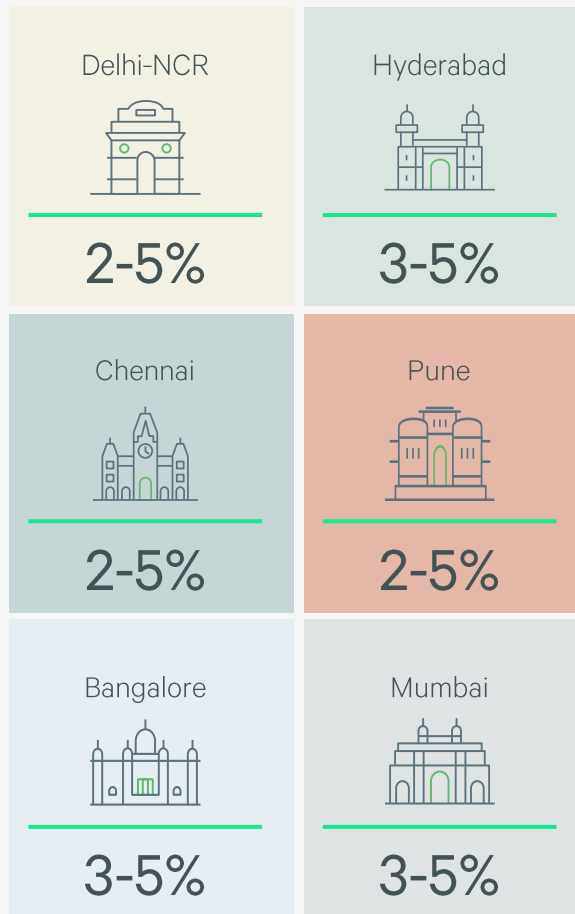 Delhi-NCR
2-5%
Hyderabad
3-5%
Chennai
2-5%
Pune
2-5%
Bangalore
3-5%
Mumbai
3-5%